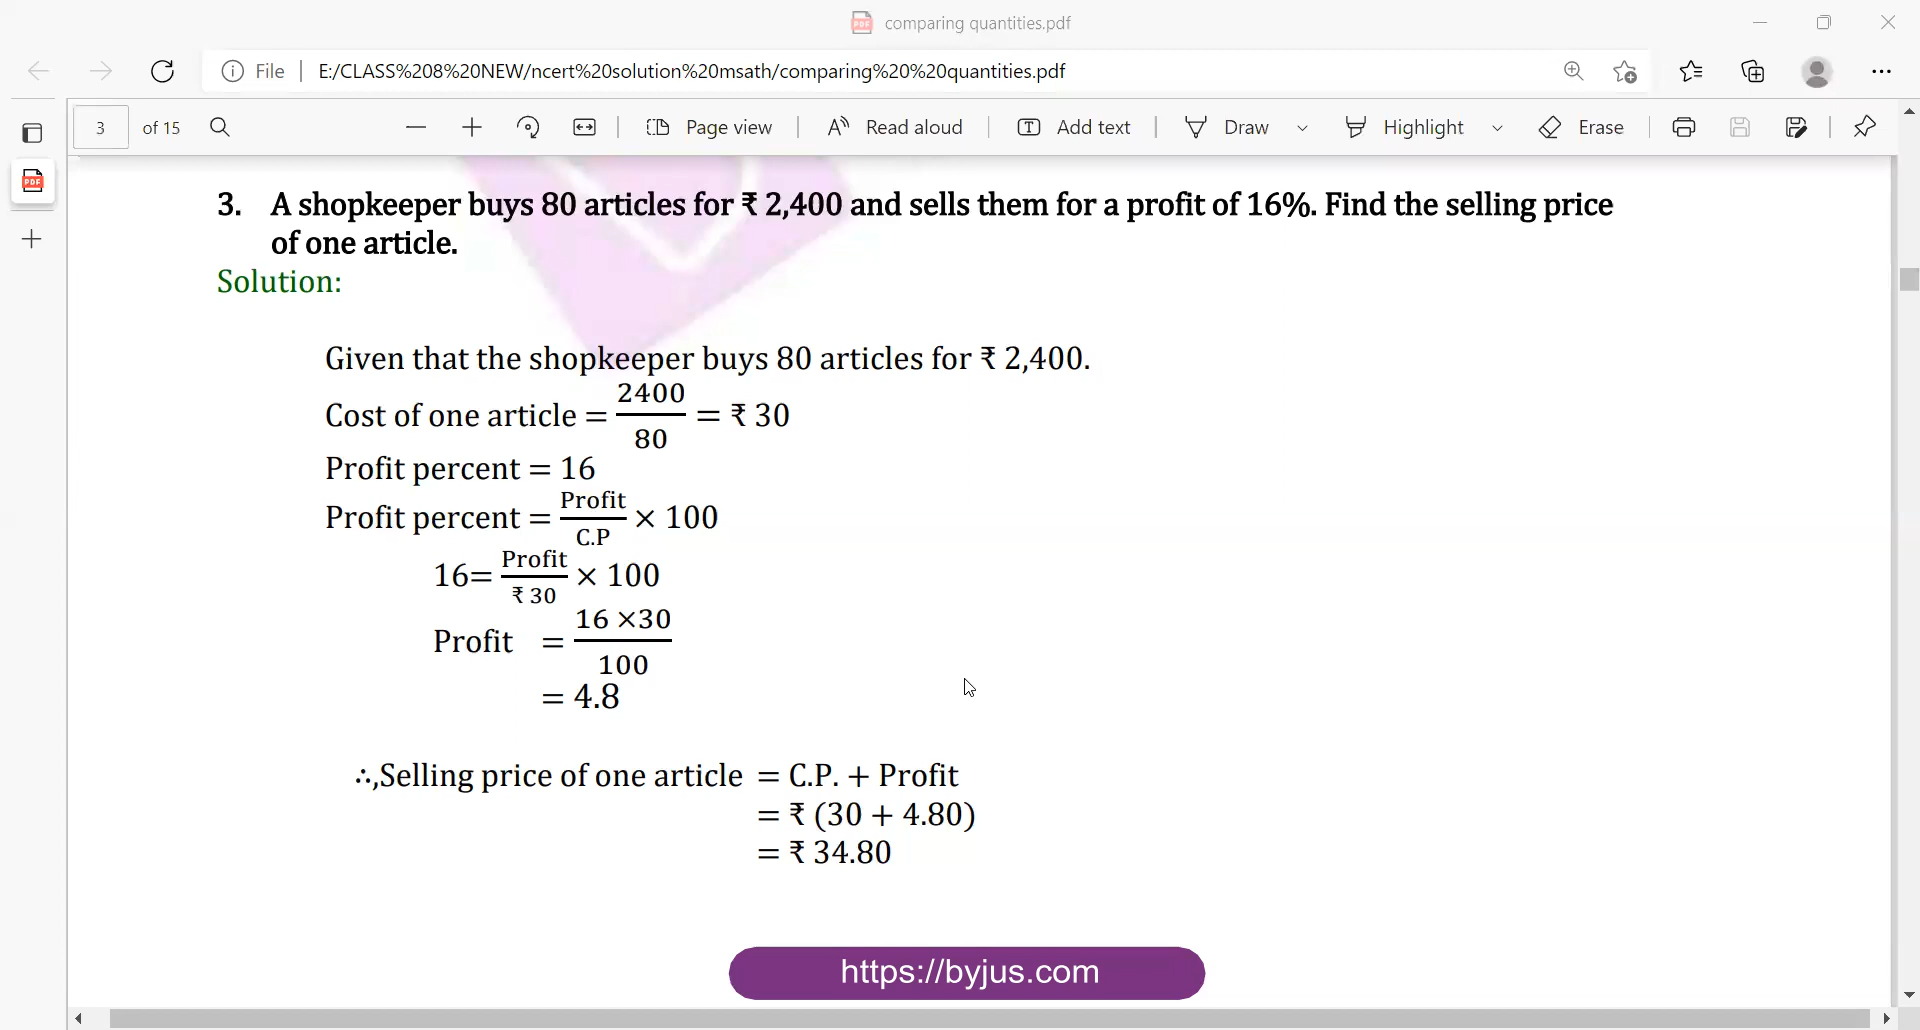 comparing quantities.pdf
File | E:/CLASS%208%20NEW/ncert%20solution%20msath/comparing%20%20quantities.pdf
3 of 15 Page view Read aloud Add text Draw Highlight Erase
3. A shopkeeper buys 80 articles for ₹ 2,400 and sells them for a profit of 16%. Find the selling price
of one article.
Solution:
Given that the shopkeeper buys 80 articles for ₹ 2,400.
Cost of one article = 2400/80 = ₹ 30
Profit percent = 16
Profit percent = Profit/C.P × 100
16= Profit/₹ 30 × 100
Profit = 16 ×30/100
= 4.8
∴,Selling price of one article = C.P. + Profit
= ₹ (30 + 4.80)
= ₹ 34.80
https://byjus.com